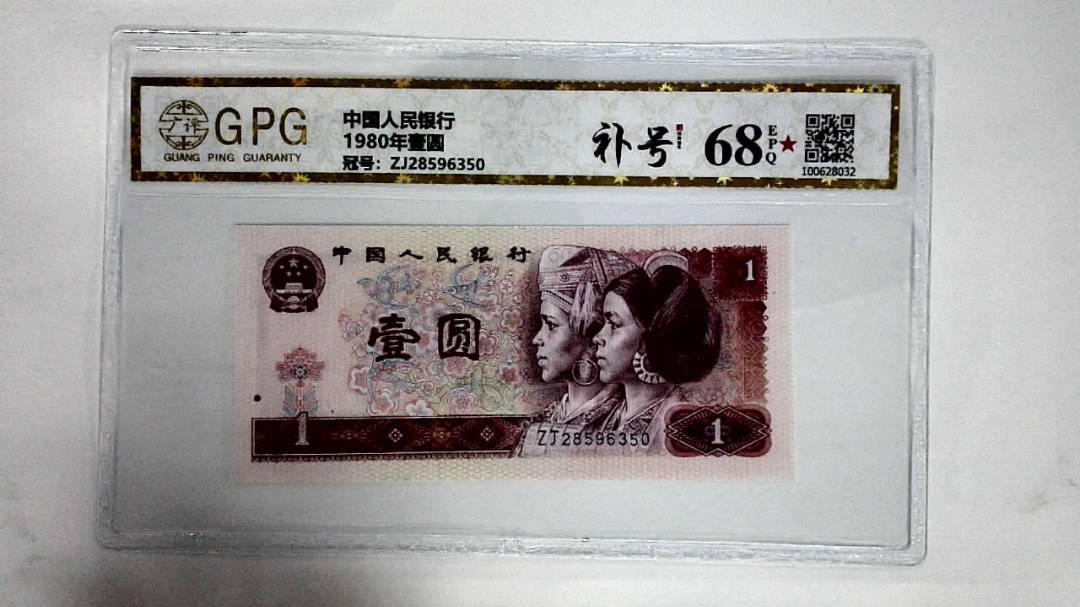 广评
GPG
GUANG PING GUARANTY
中国人民银行
1980年壹圆
冠号：ZJ28596350
补号
68
EPQ
100628032
中国人民银行
壹圆
1
1
ZJ28596350
1